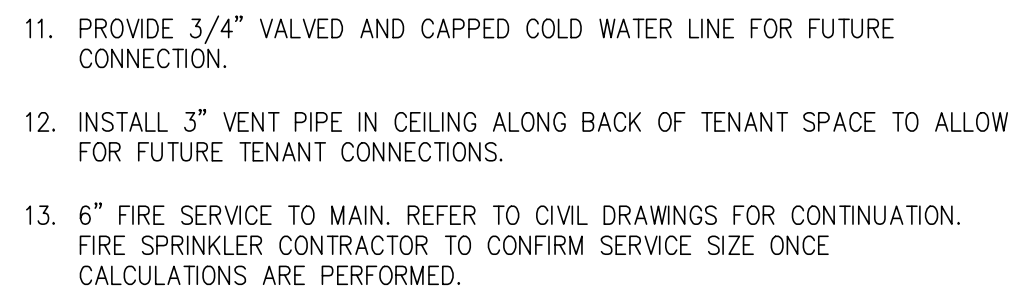 11. PROVIDE 3/4" VALVED AND CAPPED COLD WATER LINE FOR FUTURE
CONNECTION.
12. INSTALL 3" VENT PIPE IN CEILING ALONG BACK OF TENANT SPACE TO ALLOW
FOR FUTURE TENANT CONNECTIONS.
13. 6" FIRE SERVICE TO MAIN. REFER TO CIVIL DRAWINGS FOR CONTINUATION.
FIRE SPRINKLER CONTRACTOR TO CONFIRM SERVICE SIZE ONCE
CALCULATIONS ARE PERFORMED.